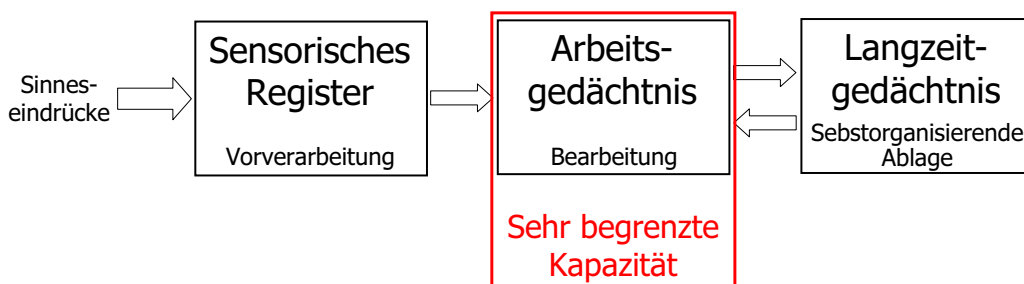 Sinnes-
eindrücke
Sensorisches
Register
Vorverarbeitung
Arbeits-
gedächtnis
Bearbeitung
Sehr begrenzte
Kapazität
Langzeit-
gedächtnis
Sebstorganisierende
Ablage